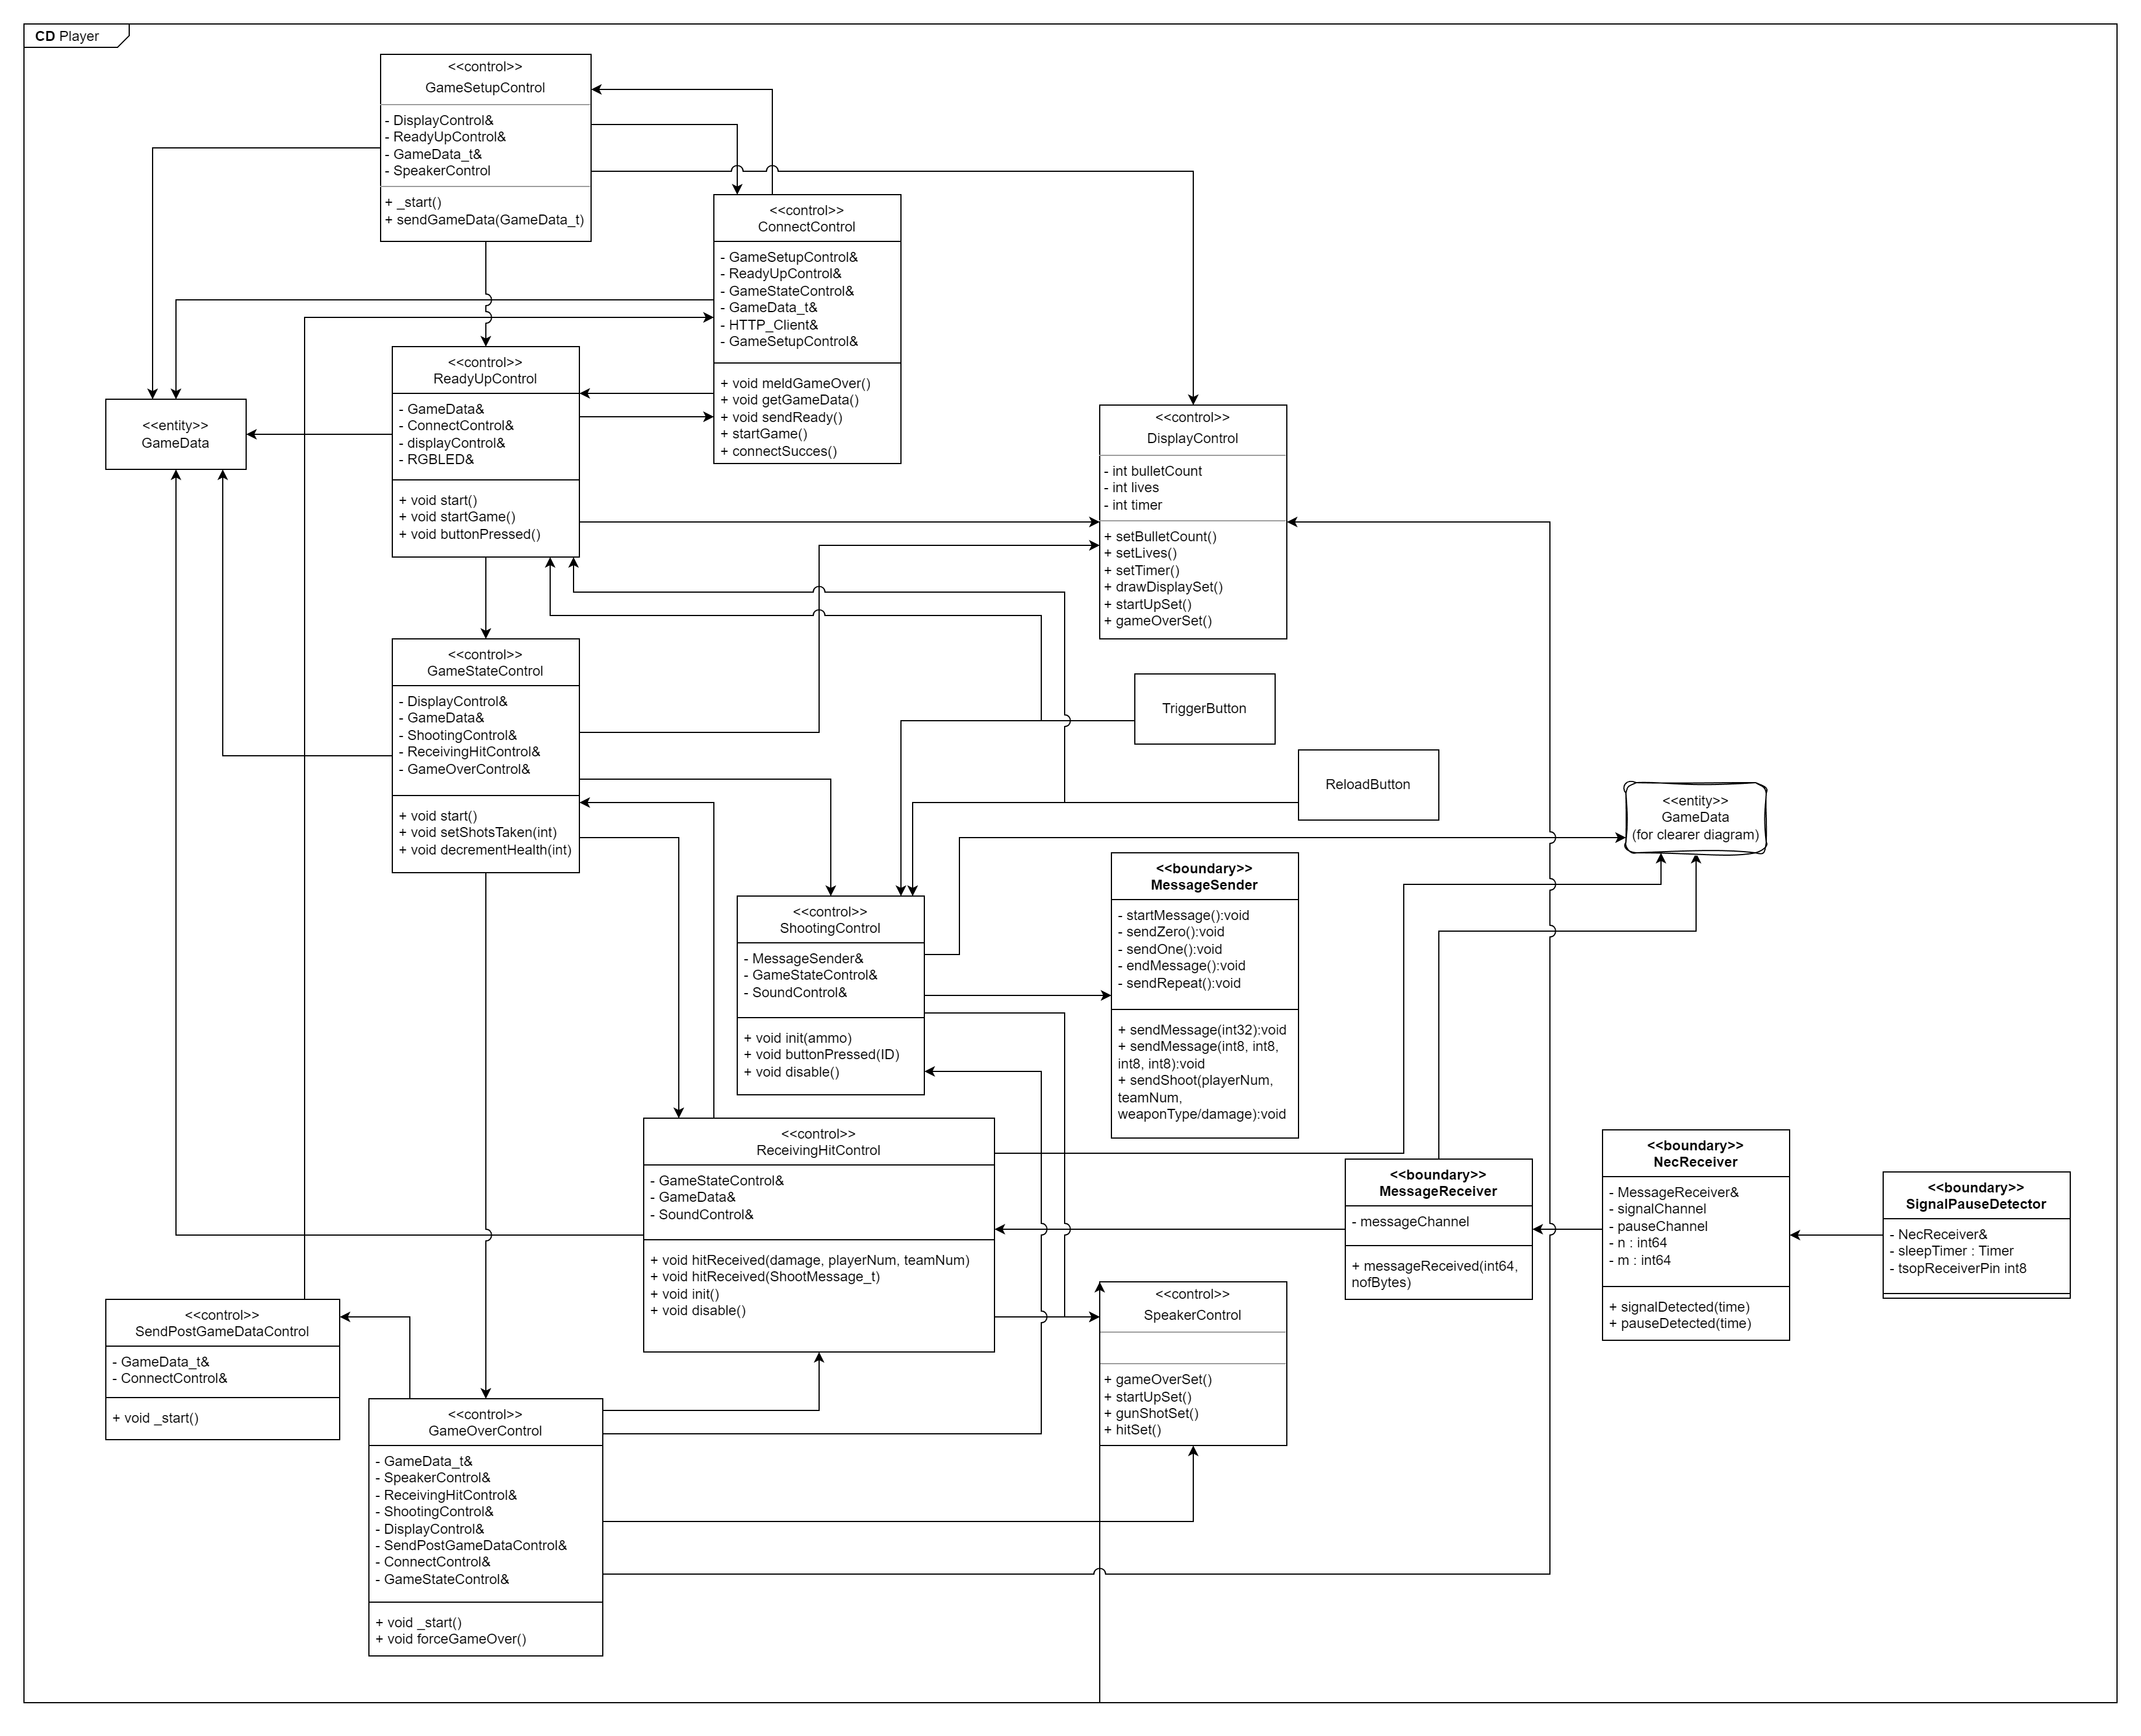 CD Player
<<control>>
GameSetupControl
- DisplayControl&
- ReadyUpControl&
- GameData_t&
- SpeakerControl
+ _start()
+ sendGameData(GameData_t)
<<control>>
ConnectControl
- GameSetupControl&
- ReadyUpControl&
- GameStateControl&
- GameData_t&
- HTTP_Client&
- GameSetupControl&
+ void meldGameOver()
+ void getGameData()
+ void sendReady()
+ startGame()
+ connectSucces()
<<control>>
ReadyUpControl
- GameData&
- ConnectControl&
- displayControl&
- RGBLED&
+ void start()
+ void startGame()
+ void buttonPressed()
<<entity>>
GameData
<<control>>
DisplayControl
- int bulletCount
- int lives
- int timer
+ setBulletCount()
+ setLives()
+ setTimer()
+ drawDisplaySet()
+ startUpSet()
+ gameOverSet()
<<control>>
GameStateControl
- DisplayControl&
- GameData&
- ShootingControl&
- ReceivingHitControl&
- GameOverControl&
+ void start()
+ void setShotsTaken(int)
+ void decrementHealth(int)
TriggerButton
ReloadButton
<<entity>>
GameData
(for clearer diagram)
<<boundary>>
MessageSender
- startMessage():void
- sendZero():void
- sendOne():void
- endMessage():void
- sendRepeat():void
+ sendMessage(int32):void
+ sendMessage(int8, int8,
int8, int8):void
+ sendShoot(playerNum,
teamNum,
weaponType/damage):void
<<control>>
ShootingControl
- MessageSender&
- GameStateControl&
- SoundControl&
+ void init(ammo)
+ void buttonPressed(ID)
+ void disable()
<<control>>
ReceivingHitControl
- GameStateControl&
- GameData&
- SoundControl&
+ void hitReceived(damage, playerNum, teamNum)
+ void hitReceived(ShootMessage_t)
+ void init()
+ void disable()
<<boundary>>
MessageReceiver
- messageChannel
+ messageReceived(int64,
nofBytes)
<<boundary>>
NecReceiver
- MessageReceiver&
- signalChannel
- pauseChannel
- n : int64
- m : int64
+ signalDetected(time)
+ pauseDetected(time)
<<boundary>>
SignalPauseDetector
- NecReceiver&
- sleepTimer : Timer
- tsopReceiverPin int8
<<control>>
SpeakerControl
+ gameOverSet()
+ startUpSet()
+ gunShotSet()
+ hitSet()
<<control>>
SendPostGameDataControl
- GameData_t&
- ConnectControl&
+ void _start()
<<control>>
GameOverControl
- GameData_t&
- SpeakerControl&
- ReceivingHitControl&
- ShootingControl&
- DisplayControl&
- SendPostGameDataControl&
- ConnectControl&
- GameStateControl&
+ void _start()
+ void forceGameOver()